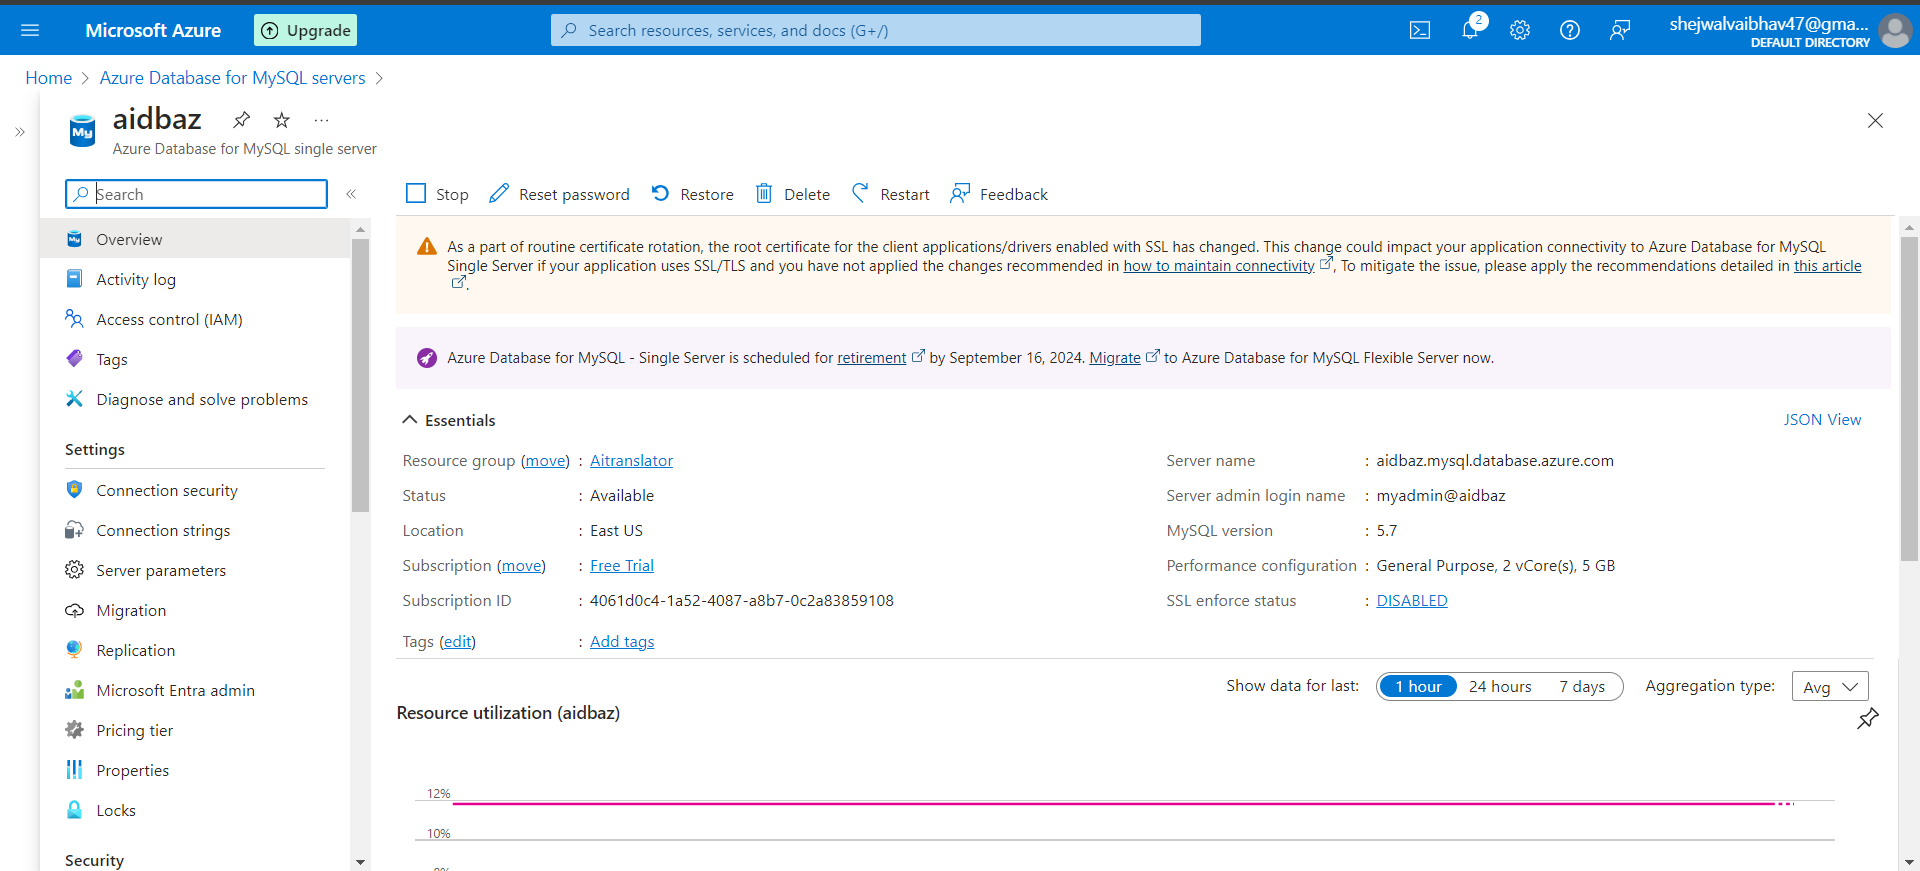 Microsoft Azure
Upgrade
Search resources, services, and docs (G+/)
2
shejwalvaibhav47@gma...
DEFAULT DIRECTORY
Home > Azure Database for MySQL servers >
aidbaz
Azure Database for MySQL single server
Search
Stop
Reset password
Restore
Delete
Restart
Feedback
Overview
Activity log
Access control (IAM)
Tags
Diagnose and solve problems
Settings
Connection security
Connection strings
Server parameters
Migration
Replication
Microsoft Entra admin
Pricing tier
Properties
Locks
Security
As a part of routine certificate rotation, the root certificate for the client applications/drivers enabled with SSL has changed. This change could impact your application connectivity to Azure Database for MySQL
Single Server if your application uses SSL/TLS and you have not applied the changes recommended in how to maintain connectivity , To mitigate the issue, please apply the recommendations detailed in this article
.
Azure Database for MySQL - Single Server is scheduled for retirement by September 16, 2024. Migrate to Azure Database for MySQL Flexible Server now.
Essentials
JSON View
Resource group (move) : Aitranslator
Status : Available
Location : East US
Subscription (move) : Free Trial
Subscription ID : 4061d0c4-1a52-4087-a8b7-0c2a83859108
Tags (edit) : Add tags
Server name : aidbaz.mysql.database.azure.com
Server admin login name : myadmin@aidbaz
MySQL version : 5.7
Performance configuration : General Purpose, 2 vCore(s), 5 GB
SSL enforce status : DISABLED
Show data for last: 1 hour 24 hours 7 days Aggregation type: Avg
Resource utilization (aidbaz)
12%
10%